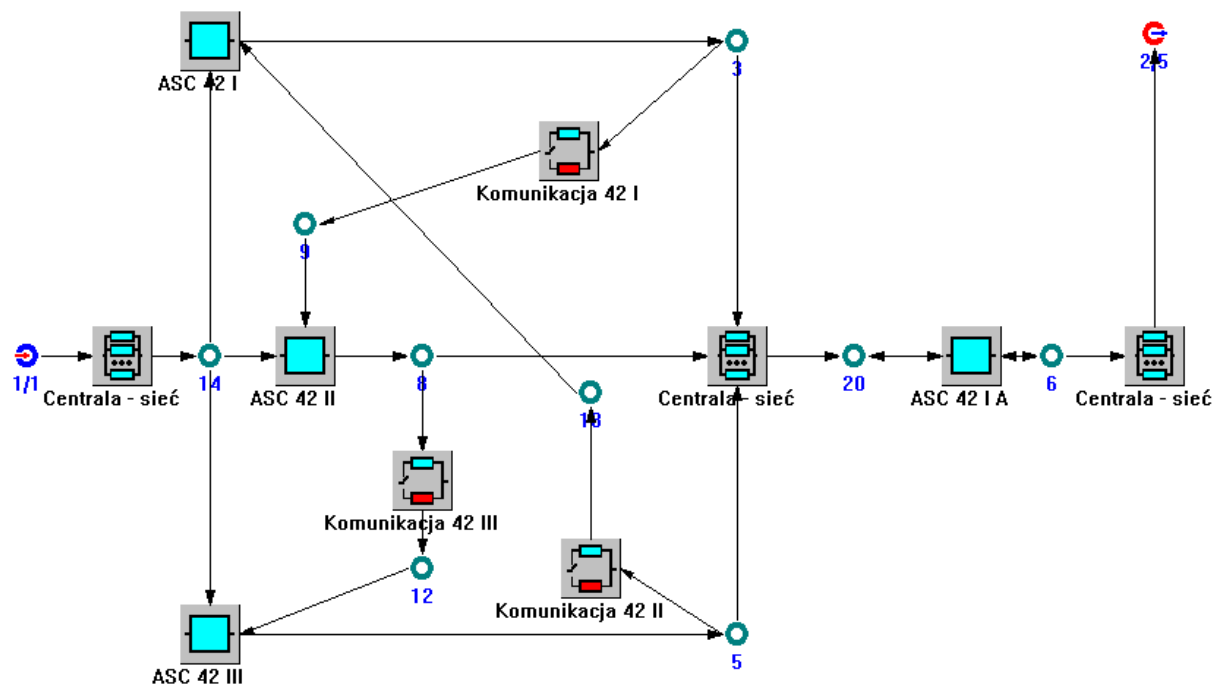 3
2/5
ASC 42 I
Komunikacja 42 I
9
1/1
Centrala - sieć
14
ASC 42 II
8
Centrala - sieć
20
ASC 42 I A
6
Centrala - sieć
13
Komunikacja 42 III
12
Komunikacja 42 II
5
ASC 42 III